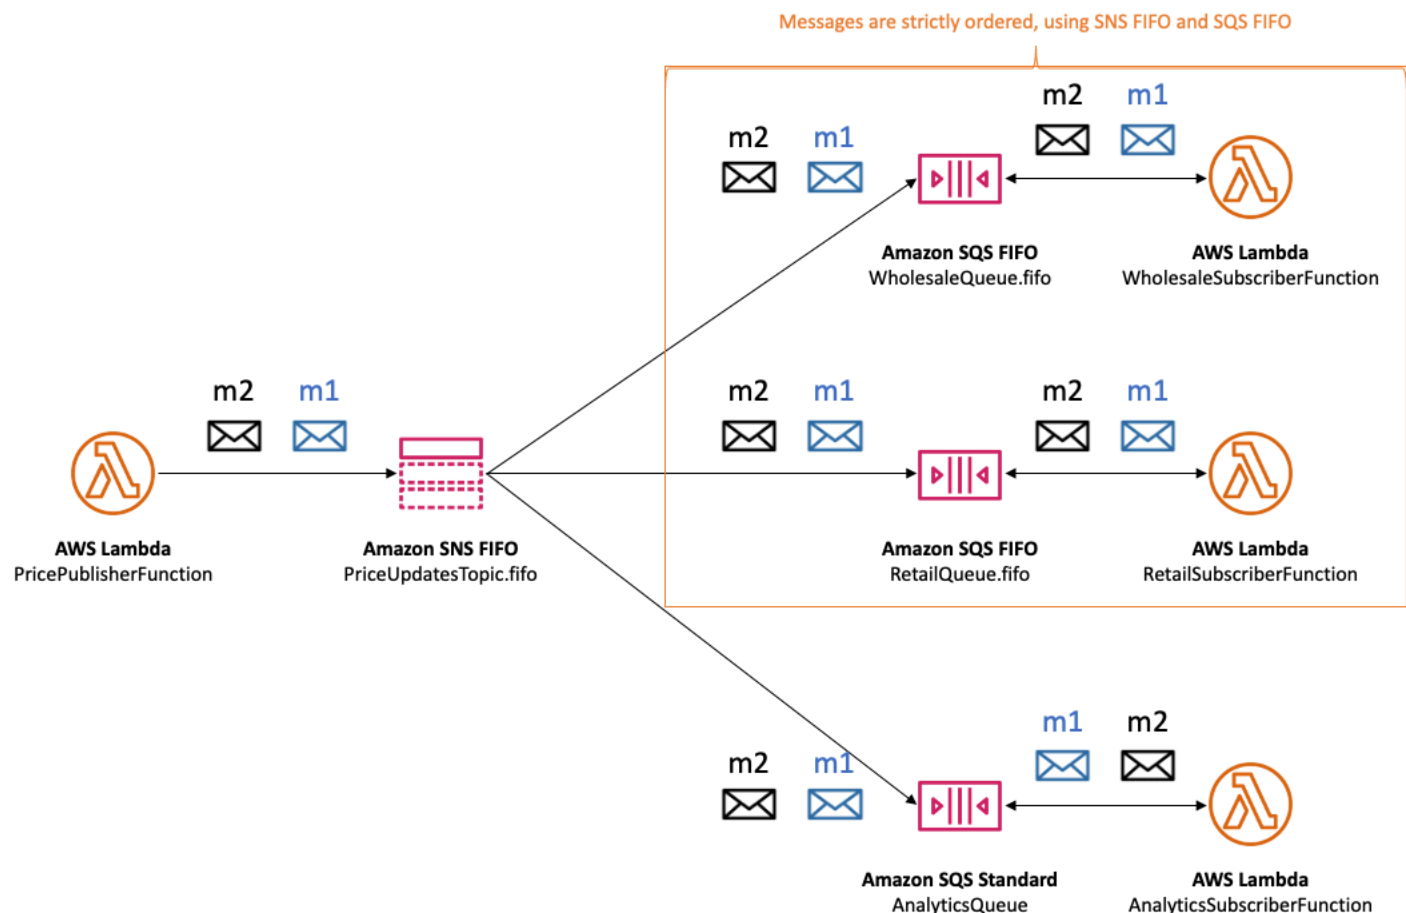 Messages are strictly ordered, using SNS FIFO and SQS FIFO
m2 m1
m2 m1
Amazon SQS FIFO
WholesaleQueue.fifo
AWS Lambda
WholesaleSubscriberFunction
m2 m1
m2 m1
m2 m1
AWS Lambda
PricePublisherFunction
Amazon SNS FIFO
PriceUpdatesTopic.fifo
Amazon SQS FIFO
RetailQueue.fifo
AWS Lambda
RetailSubscriberFunction
m1 m2
m2 m1
Amazon SQS Standard
AnalyticsQueue
AWS Lambda
AnalyticsSubscriberFunction